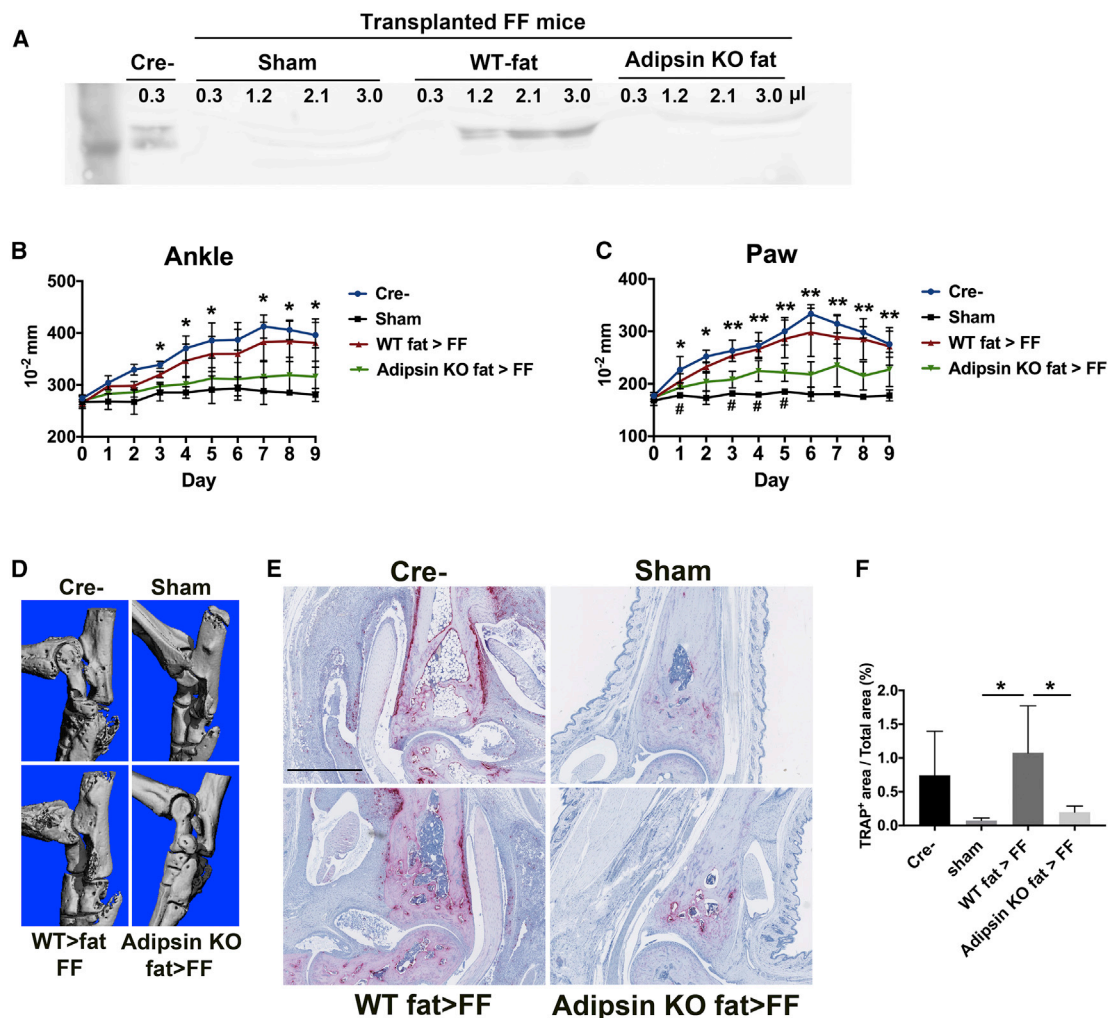 A
Transplanted FF mice
Cre- Sham WT-fat Adipsin KO fat
0.3 0.3 1.2 2.1 3.0 0.3 1.2 2.1 3.0 0.3 1.2 2.1 3.0 µl
B
Ankle
500
400
300
200
10⁻² mm
* * * * * *
0 1 2 3 4 5 6 7 8 9
Day
Cre-
Sham
WT fat > FF
Adipsin KO fat > FF
C
Paw
400
300
200
100
10⁻² mm
* * ** ** ** ** ** ** **
# # # #
0 1 2 3 4 5 6 7 8 9
Day
Cre-
Sham
WT fat > FF
Adipsin KO fat > FF
D
Cre- Sham
WT>fat Adipsin KO
FF fat>FF
E
Cre- Sham
WT fat>FF Adipsin KO fat>FF
F
TRAP⁺ area / Total area (%)
2.0
1.5
1.0
0.5
0.0
* *
Cre-
sham
WT fat > FF
Adipsin KO fat > FF